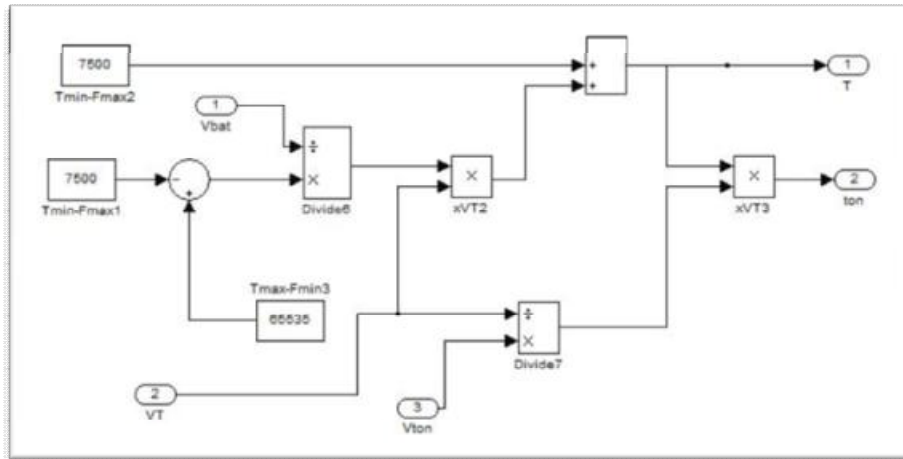 7500
Tmin-Fmax2
1
Vbat
7500
Tmin-Fmax1
÷
×
Divide6
×
xVT2
+
+
1
T
×
xVT3
2
ton
−
+
Tmax-Fmin3
65535
÷
×
Divide7
2
VT
3
Vton